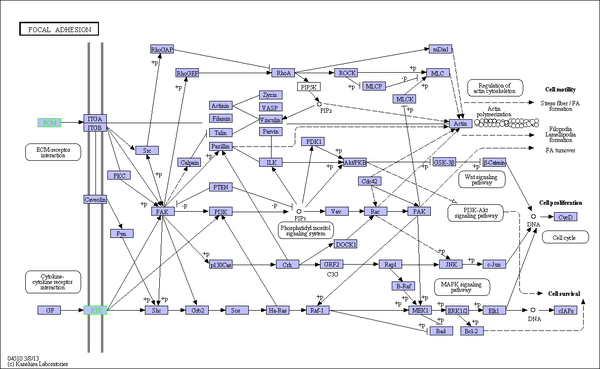 FOCAL ADHESION
RhoGAP
mDia1
+p
+p
RhoGEF
RhoA
ROCK
MLCP
MLC
PIP5K
-p
+p
MLCK
Regulation of
actin cytoskeleton
Cell motility
ECM
ITGA
ITGB
Actinin
Filamin
Talin
Paxillin
Zyxin
VASP
Vinculin
Parvin
PIP2
Actin
Actin
polymerization
Stress fiber / FA
formation
Filopodia
Lamellipodia
formation
FA turnover
ECM-receptor
interaction
Src
+p
Calpain
ILK
PDK1
Akt/PKB
GSK-3β
β-Catenin
Wnt signaling
pathway
PKC
PTEN
-p
Cdc42
Caveolin
FAK
PI3K
PIP3
Vav
Rac
PAK
PI3K-Akt
signaling pathway
Cell proliferation
DNA
CycD
Cell cycle
Fyn
Phosphatidyl inositol
signaling system
DOCK1
+p
p130Cas
Crk
GRF2
C3G
Rap1
JNK
c-Jun
Cytokine-
cytokine receptor
interaction
B-Raf
MAPK signaling
pathway
Cell survival
GF
RTK
Shc
Grb2
Sos
Ha-Ras
Raf-1
MEK1
ERK1/2
Elk1
DNA
cIAPs
+p
Bad
Bcl-2
04510 3/8/13
(c) Kanehisa Laboratories